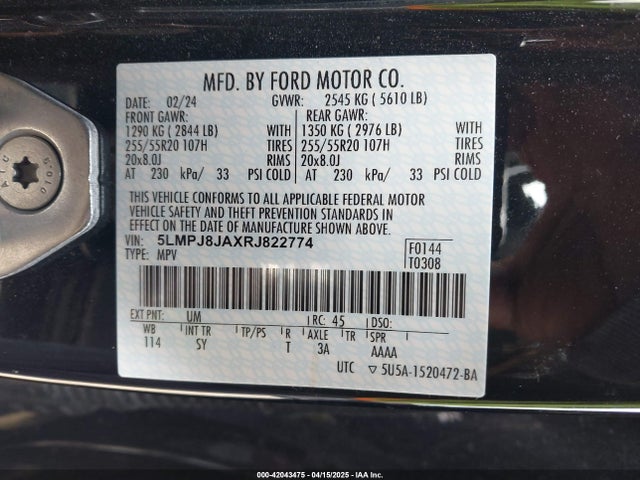 MFD. BY FORD MOTOR CO.
DATE: 02/24 GVWR: 2545 KG ( 5610 LB)
FRONT GAWR: REAR GAWR:
1290 KG ( 2844 LB) WITH 1350 KG ( 2976 LB) WITH
255/55R20 107H TIRES 255/55R20 107H TIRES
20x8.0J RIMS 20x8.0J RIMS
AT 230 kPa/ 33 PSI COLD AT 230 kPa/ 33 PSI COLD
THIS VEHICLE CONFORMS TO ALL APPLICABLE FEDERAL MOTOR
VEHICLE SAFETY AND THEFT PREVENTION STANDARDS IN
EFFECT ON THE DATE OF MANUFACTURE SHOWN ABOVE.
VIN: 5LMPJ8JAXRJ822774
TYPE: MPV
F0144
T0308
EXT PNT: UM RC: 45 DSO:
WB INT TR TP/PS R AXLE TR SPR
114 SY T 3A AAAA
UTC 5U5A-1520472-BA
000-42043475 - 04/15/2025 - IAA Inc.